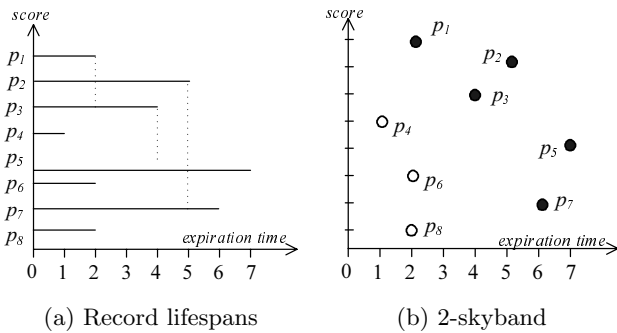 score
p1
p2
p3
p4
p5
p6
p7
p8
expiration time
0 1 2 3 4 5 6 7
(a) Record lifespans
score
p1
p2
p3
p4
p5
p6
p7
p8
expiration time
0 1 2 3 4 5 6 7
(b) 2-skyband